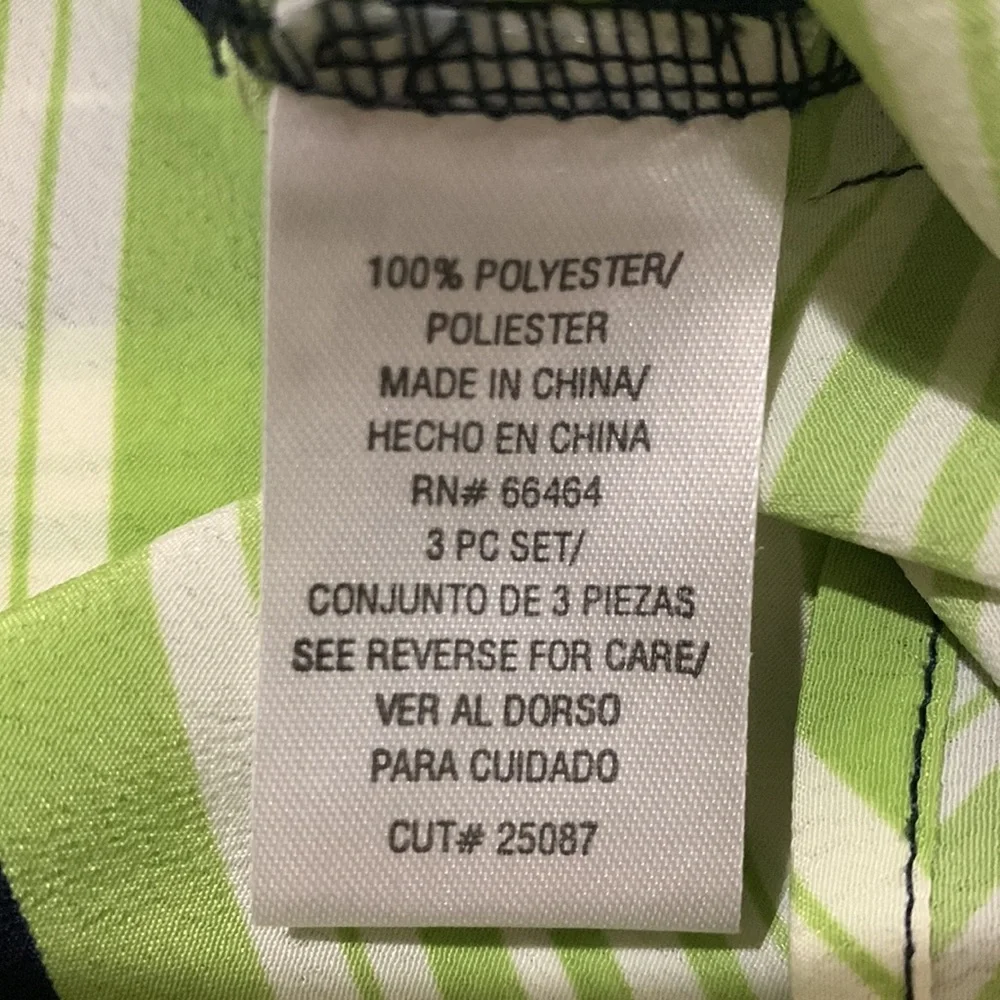 100% POLYESTER/
POLIESTER
MADE IN CHINA/
HECHO EN CHINA
RN# 66464
3 PC SET/
CONJUNTO DE 3 PIEZAS
SEE REVERSE FOR CARE/
VER AL DORSO
PARA CUIDADO
CUT# 25087